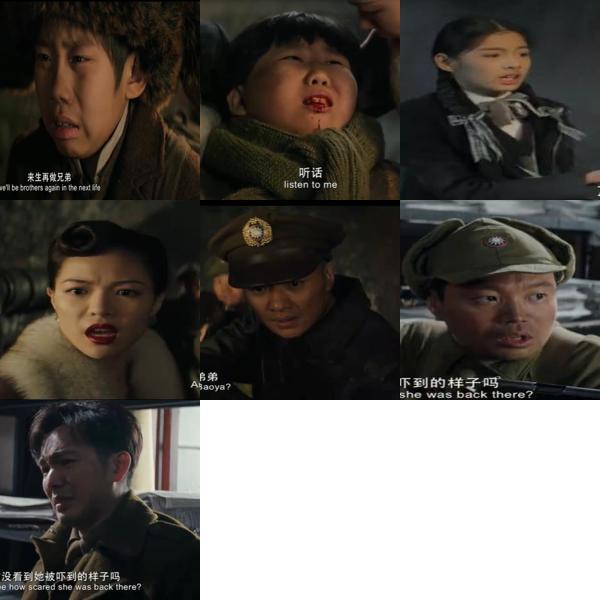 来生再做兄弟
we'll be brothers again in the next life
听话
listen to me
弟弟
Baoya?
吓到的样子吗
she was back there?
没看到她被吓到的样子吗
how scared she was back there?